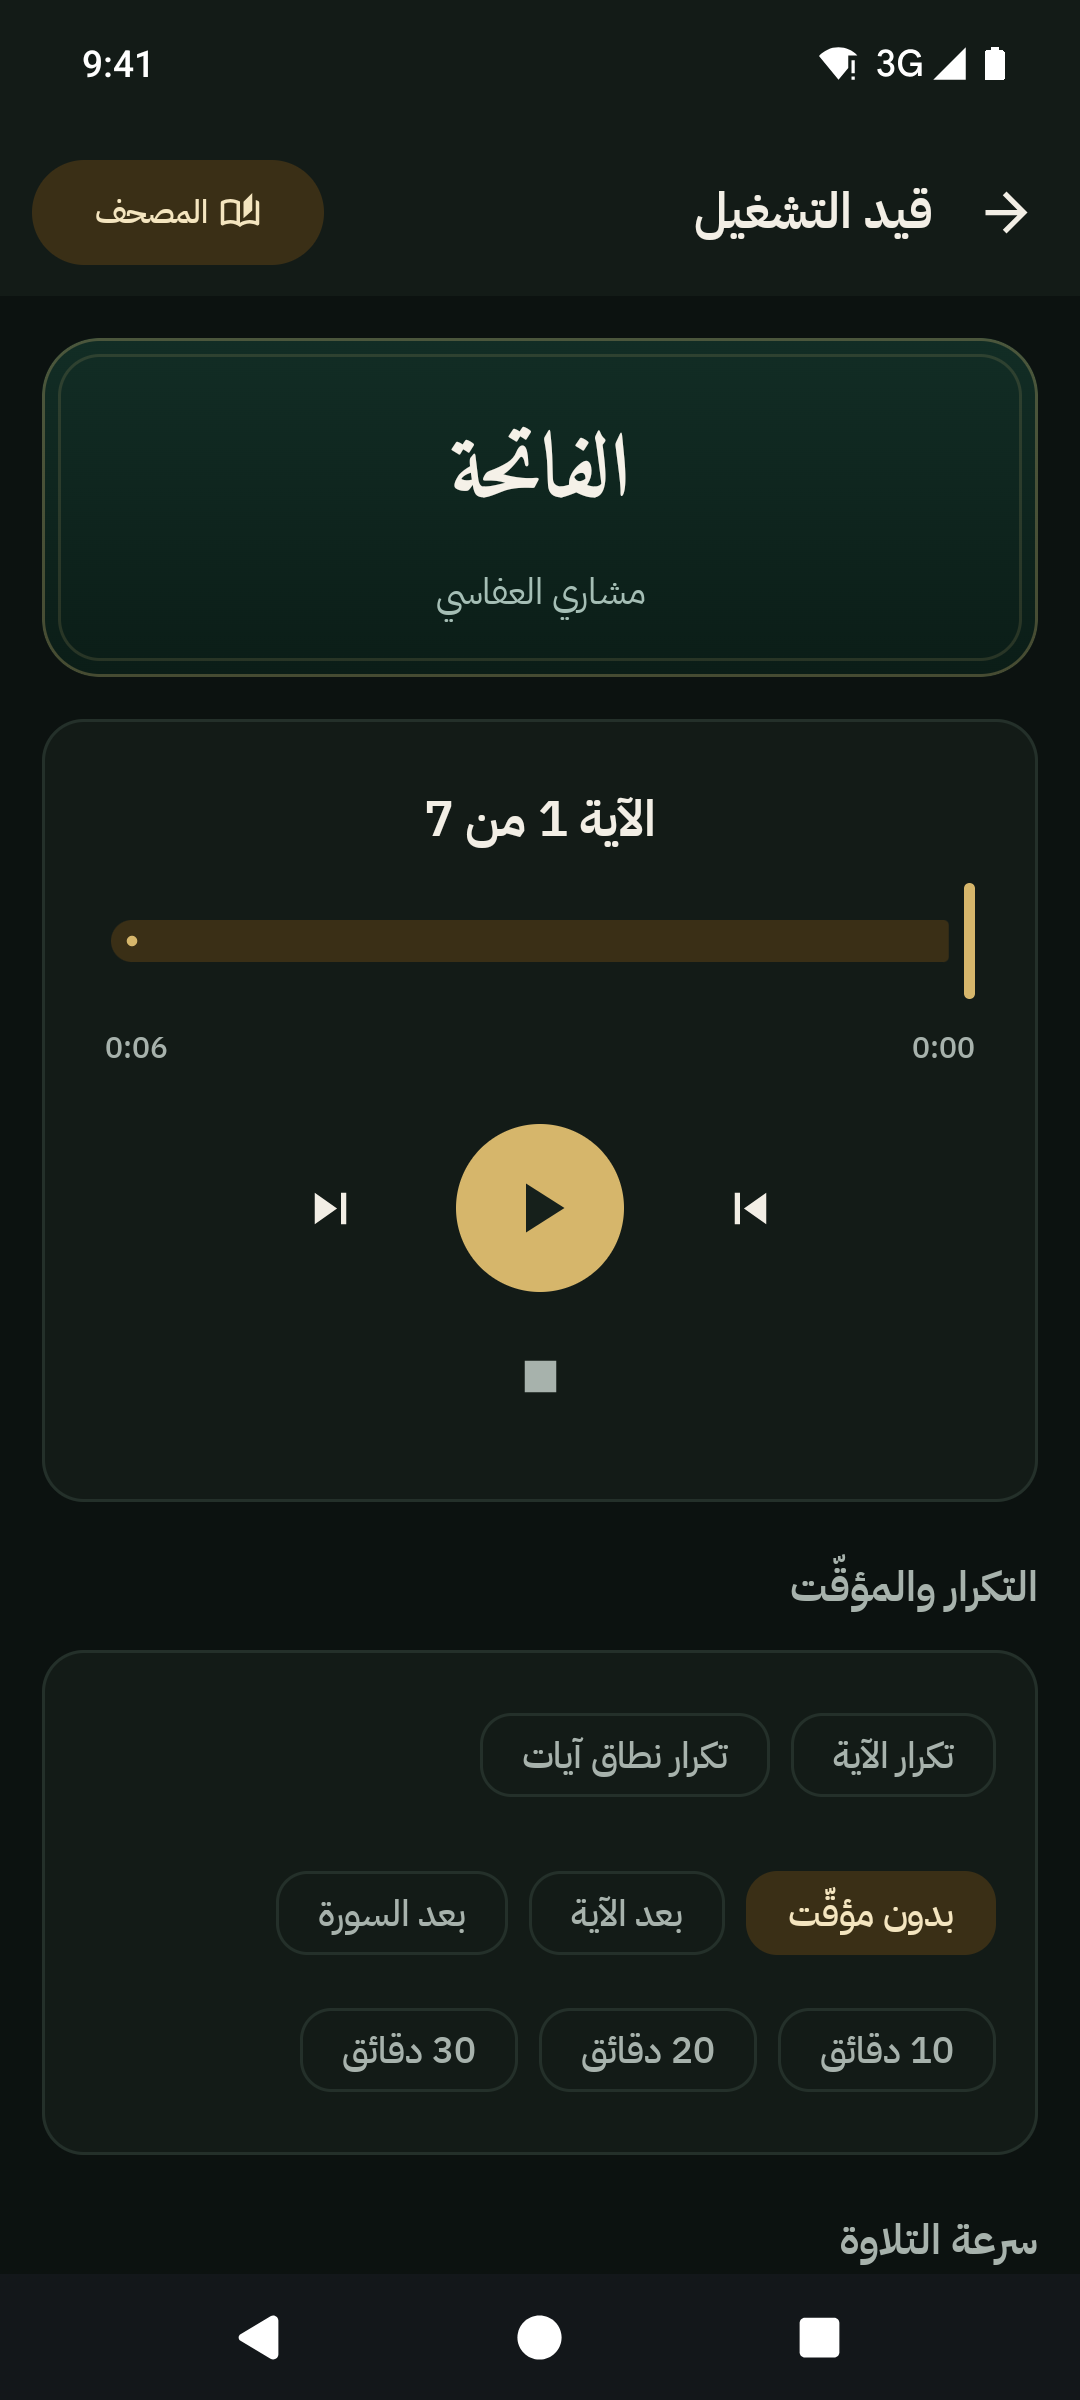 9:41 3G
قيد التشغيل
المصحف
الفاتحة
مشاري العفاسي
الآية 1 من 7
0:00 0:06
التكرار والمؤقّت
تكرار الآية تكرار نطاق آيات
بدون مؤقّت بعد الآية بعد السورة
10 دقائق 20 دقائق 30 دقائق
سرعة التلاوة